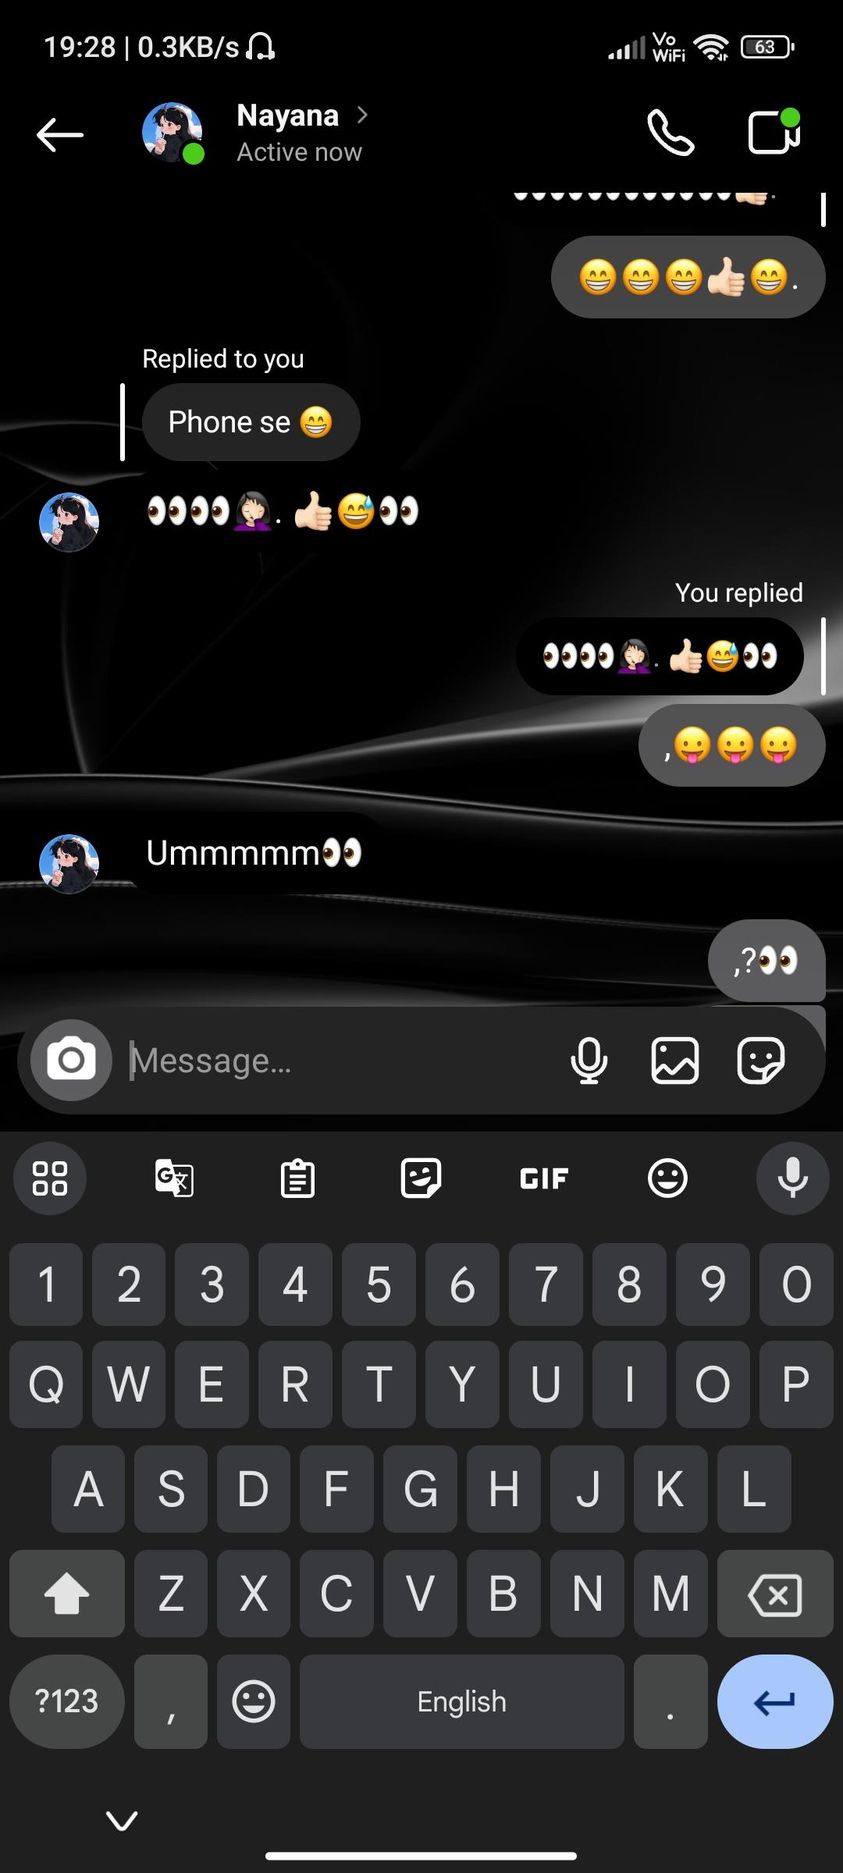 19:28 | 0.3KB/s
Vo
WiFi
63
Nayana
Active now
👀👀👀👀👀👀👍🏻.
😁😁😁👍🏻😁.
Replied to you
Phone se 😁
👀👀🤦🏻‍♀️. 👍🏻😅👀
You replied
👀👀🤦🏻‍♀️. 👍🏻😅👀
,😛😛😛
Ummmmm👀
,?👀
Message...
GIF
1 2 3 4 5 6 7 8 9 0
Q W E R T Y U I O P
A S D F G H J K L
Z X C V B N M
?123 , English .